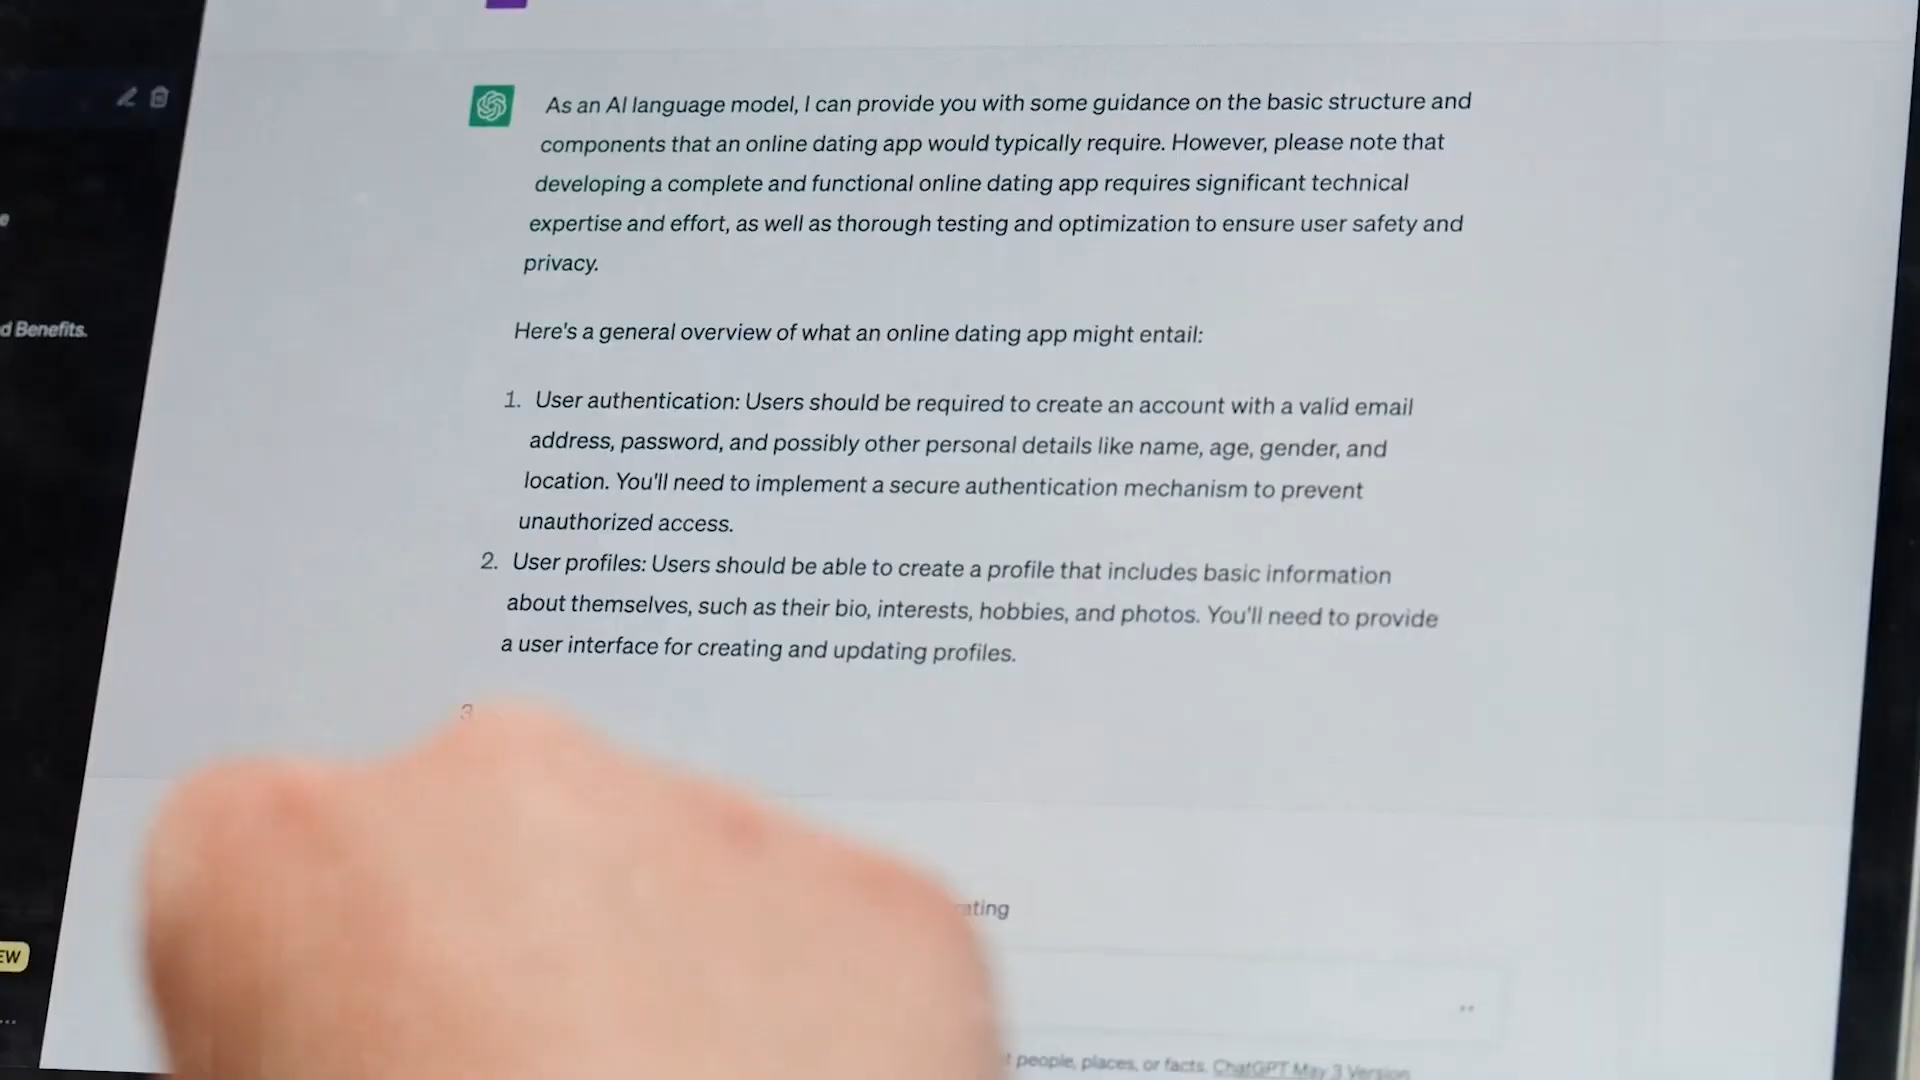 As an AI language model, I can provide you with some guidance on the basic structure and
components that an online dating app would typically require. However, please note that
developing a complete and functional online dating app requires significant technical
expertise and effort, as well as thorough testing and optimization to ensure user safety and
privacy.
d Benefits.
Here's a general overview of what an online dating app might entail:
1. User authentication: Users should be required to create an account with a valid email
address, password, and possibly other personal details like name, age, gender, and
location. You'll need to implement a secure authentication mechanism to prevent
unauthorized access.
2. User profiles: Users should be able to create a profile that includes basic information
about themselves, such as their bio, interests, hobbies, and photos. You'll need to provide
a user interface for creating and updating profiles.
3
ating
EW
people, places, or facts. ChatGPT May 3 Version